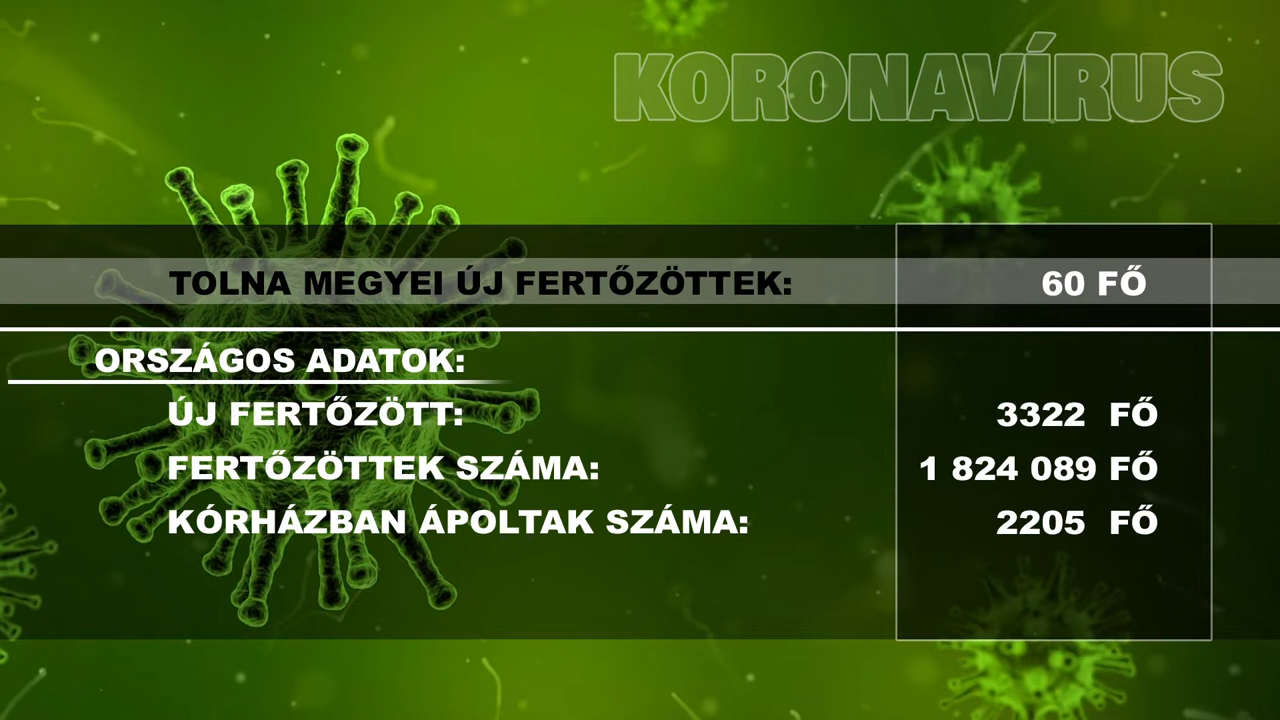 KORONAVÍRUS
TOLNA MEGYEI ÚJ FERTŐZÖTTEK: 60 FŐ
ORSZÁGOS ADATOK:
ÚJ FERTŐZÖTT: 3322 FŐ
FERTŐZÖTTEK SZÁMA: 1 824 089 FŐ
KÓRHÁZBAN ÁPOLTAK SZÁMA: 2205 FŐ